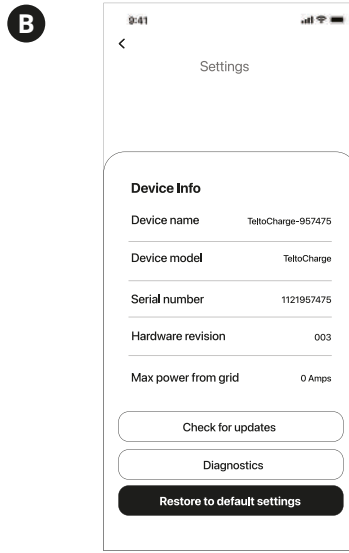 B
9:41
Settings
Device Info
Device name TeltoCharge-957475
Device model TeltoCharge
Serial number 1121957475
Hardware revision 003
Max power from grid 0 Amps
Check for updates
Diagnostics
Restore to default settings